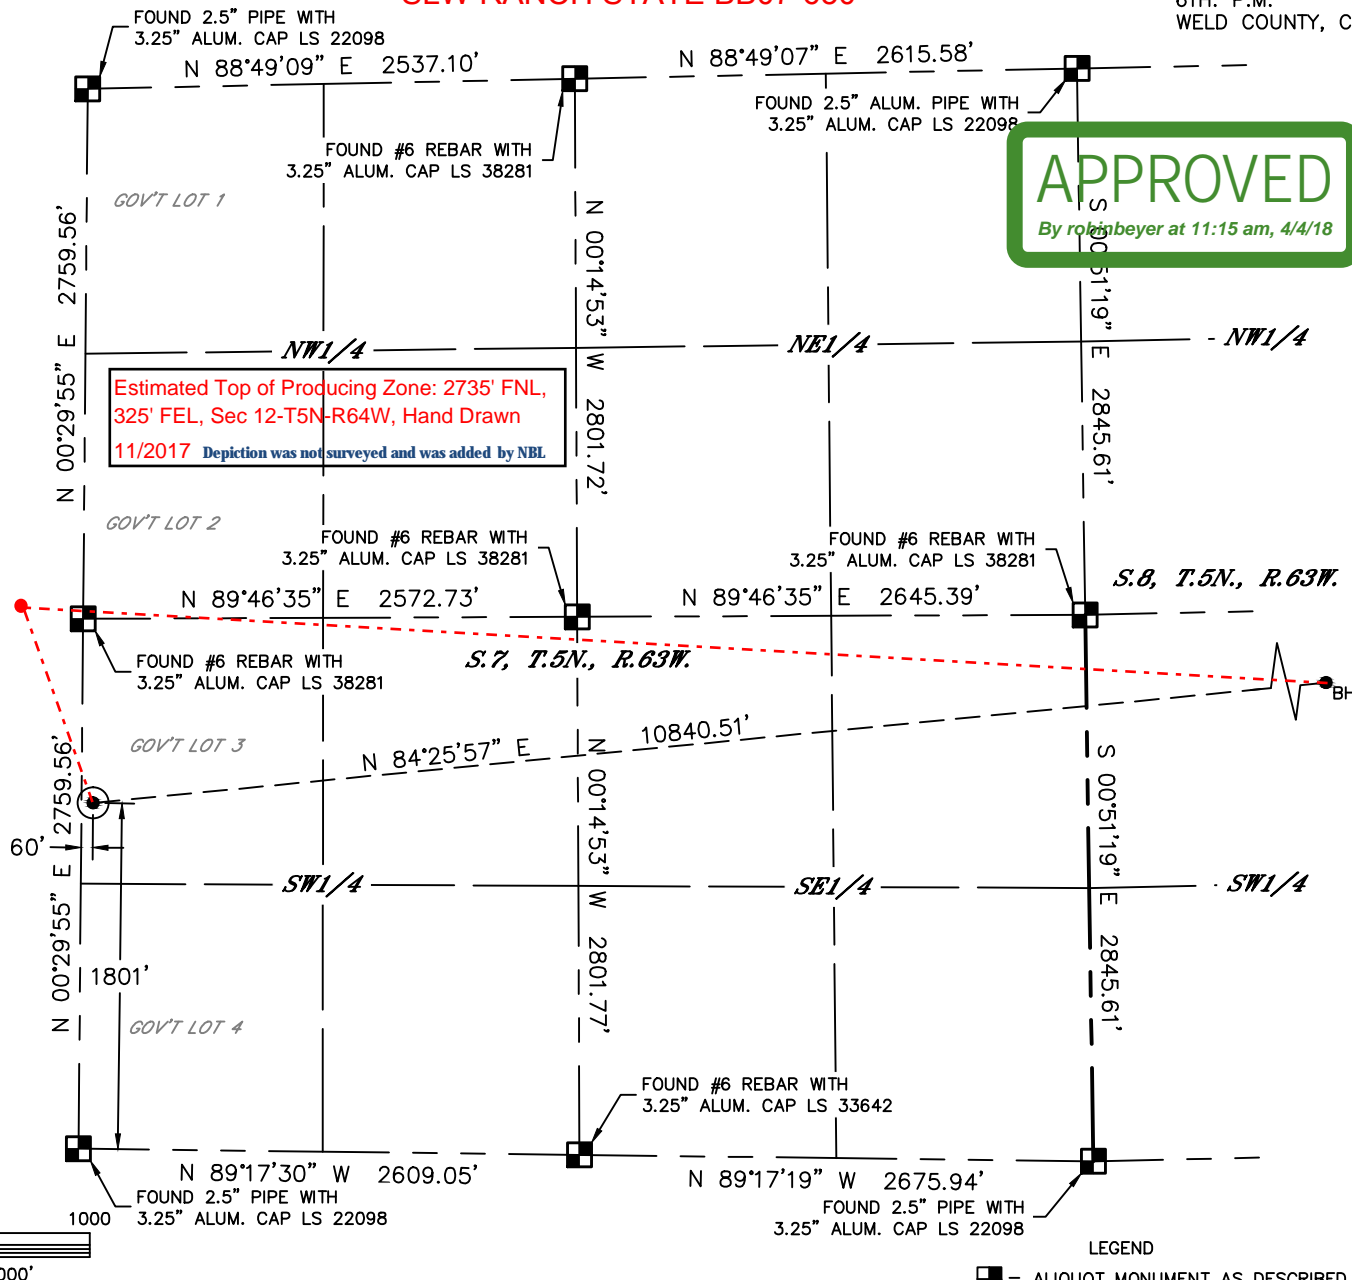 6TH. P.M.
WELD COUNTY, C
FOUND 2.5" PIPE WITH
3.25" ALUM. CAP LS 22098
N 88°49'09" E 2537.10'
N 88°49'07" E 2615.58'
FOUND 2.5" ALUM. PIPE WITH
3.25" ALUM. CAP LS 22098
FOUND #6 REBAR WITH
3.25" ALUM. CAP LS 38281
APPROVED
By robinbeyer at 11:15 am, 4/4/18
GOV'T LOT 1
N 00°29'55" E 2759.56'
N 00°14'53" W 2801.72'
S 00°51'19" E 2845.61'
NW1/4
NE1/4
NW1/4
Estimated Top of Producing Zone: 2735' FNL,
325' FEL, Sec 12-T5N-R64W, Hand Drawn
11/2017 Depiction was not surveyed and was added by NBL
GOV'T LOT 2
FOUND #6 REBAR WITH
3.25" ALUM. CAP LS 38281
FOUND #6 REBAR WITH
3.25" ALUM. CAP LS 38281
S.8, T.5N., R.63W.
N 89°46'35" E 2572.73'
N 89°46'35" E 2645.39'
FOUND #6 REBAR WITH
3.25" ALUM. CAP LS 38281
S.7, T.5N., R.63W.
BH
GOV'T LOT 3
N 84°25'57" E 10840.51'
N 00°29'55" E 2759.56'
N 00°14'53" W 2801.77'
S 00°51'19" E 2845.61'
60'
SW1/4
SE1/4
SW1/4
1801'
GOV'T LOT 4
FOUND #6 REBAR WITH
3.25" ALUM. CAP LS 33642
N 89°17'30" W 2609.05'
N 89°17'19" W 2675.94'
FOUND 2.5" PIPE WITH
3.25" ALUM. CAP LS 22098
FOUND 2.5" PIPE WITH
3.25" ALUM. CAP LS 22098
1000
000'
LEGEND
= ALIQUOT MONUMENT AS DESCRIBED